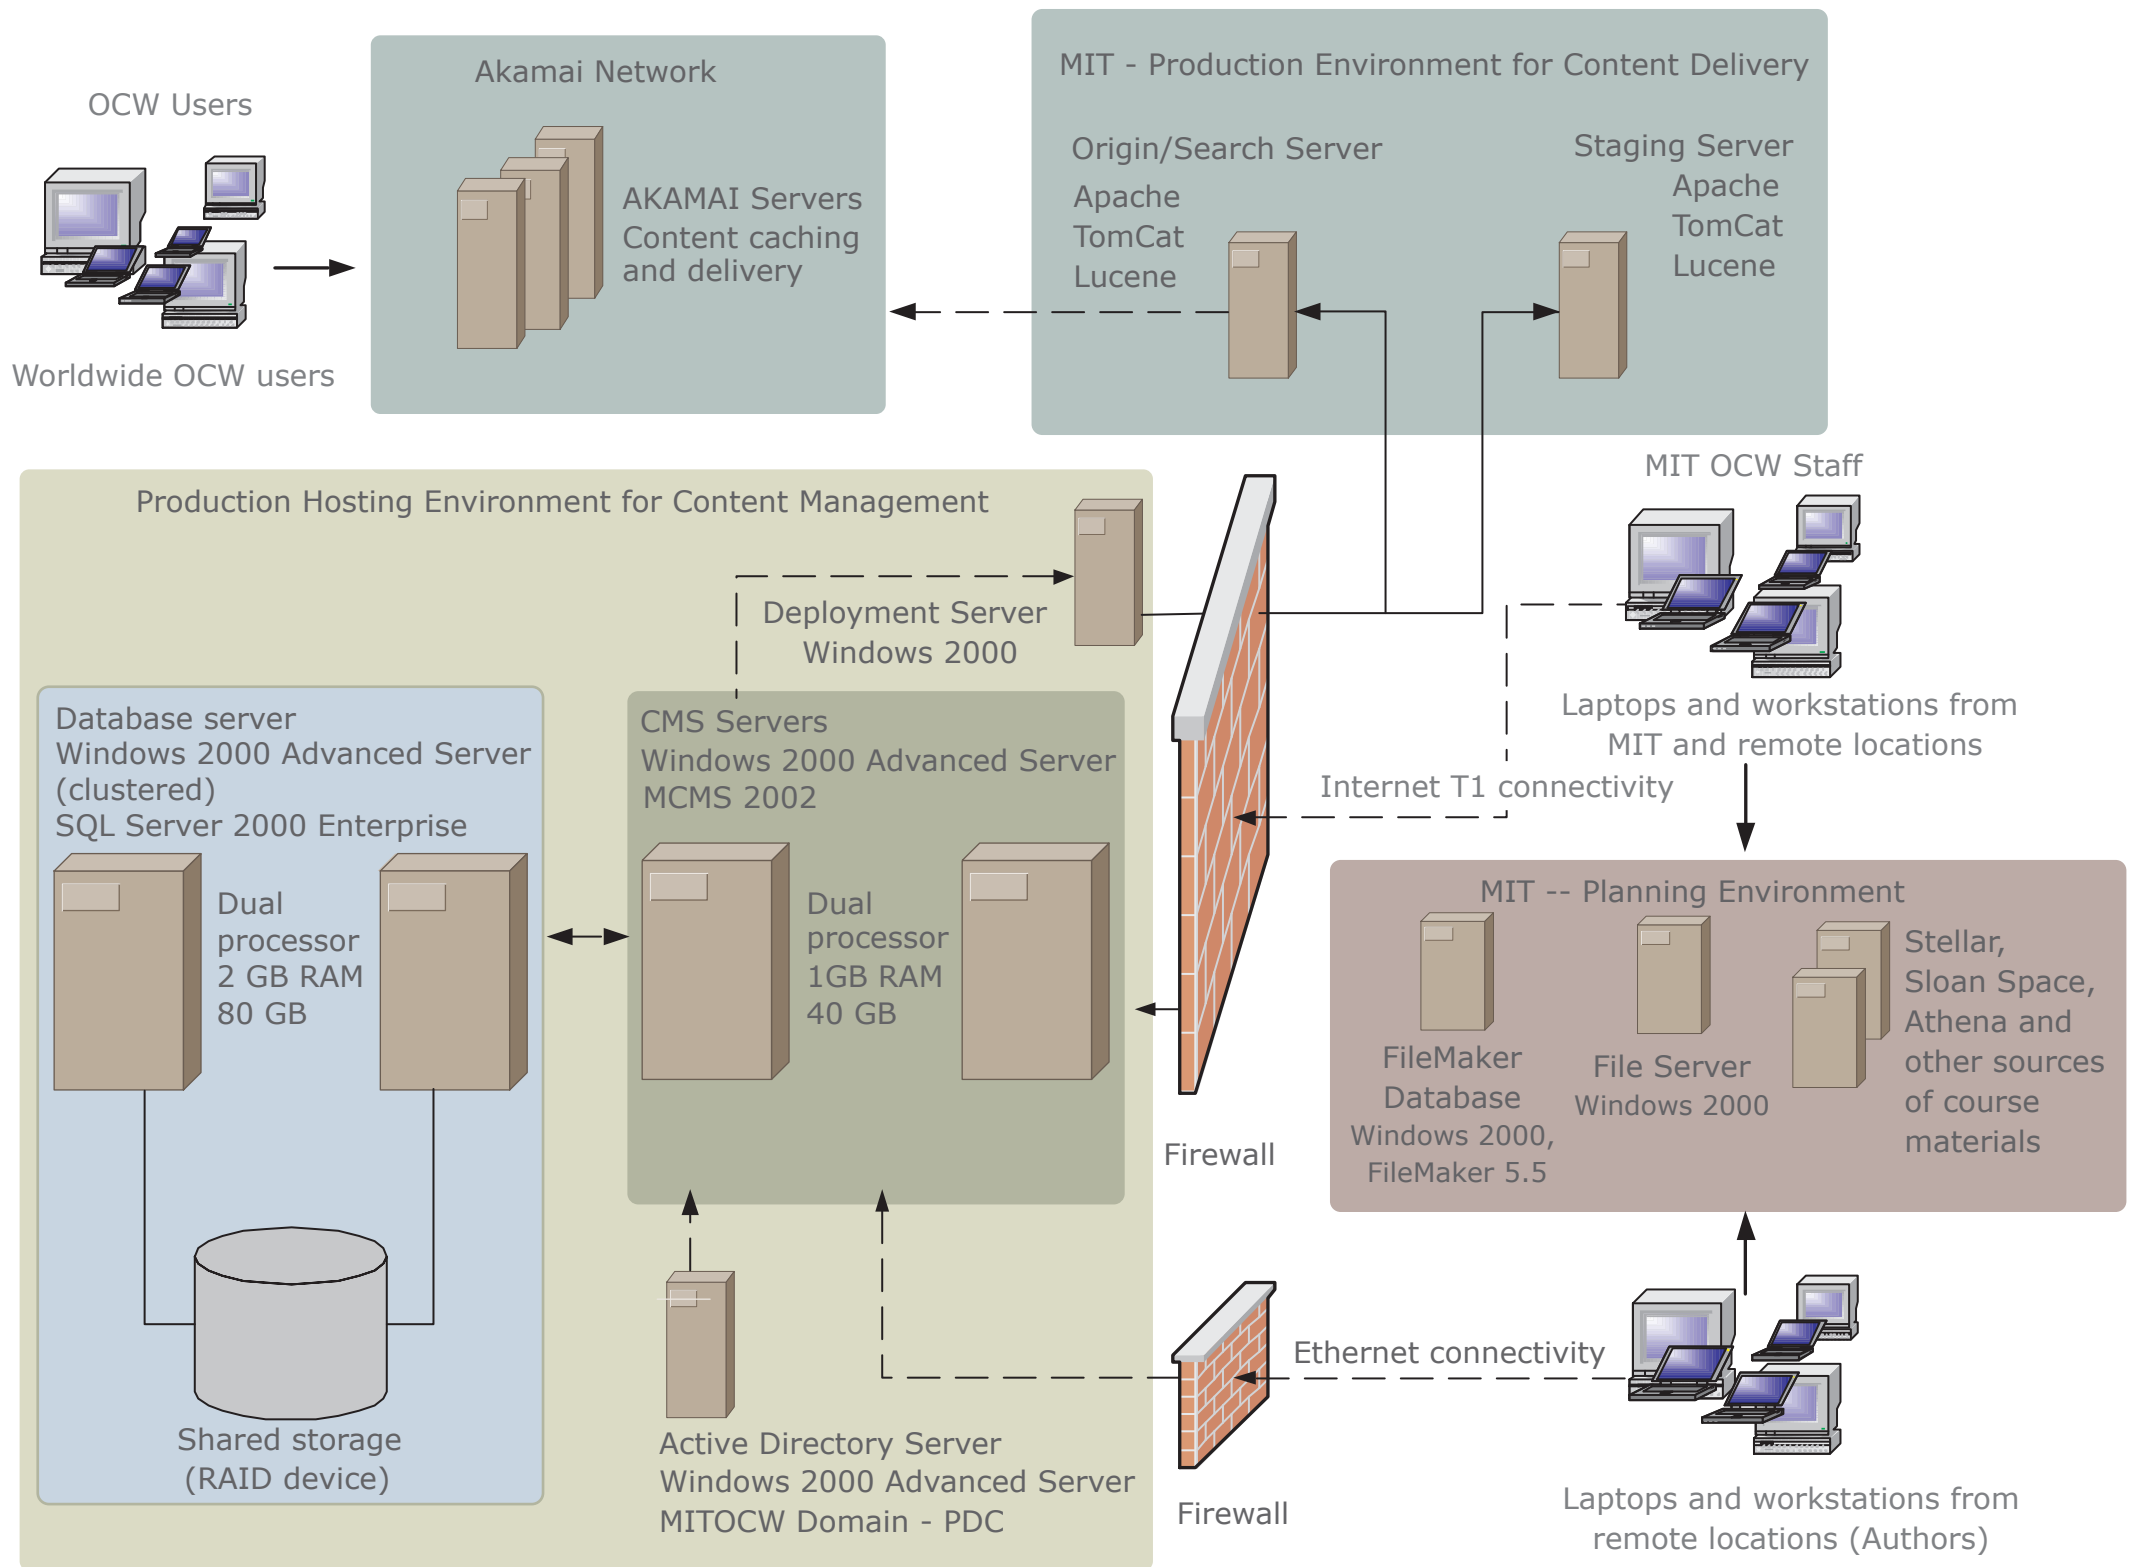 OCW Users
Worldwide OCW users
Akamai Network
AKAMAI Servers
Content caching
and delivery
MIT - Production Environment for Content Delivery
Origin/Search Server
Apache
TomCat
Lucene
Staging Server
Apache
TomCat
Lucene
Production Hosting Environment for Content Management
Deployment Server
Windows 2000
Database server
Windows 2000 Advanced Server
(clustered)
SQL Server 2000 Enterprise
Dual
processor
2 GB RAM
80 GB
Shared storage
(RAID device)
CMS Servers
Windows 2000 Advanced Server
MCMS 2002
Dual
processor
1GB RAM
40 GB
Active Directory Server
Windows 2000 Advanced Server
MITOCW Domain - PDC
Firewall
Firewall
MIT OCW Staff
Laptops and workstations from
MIT and remote locations
Internet T1 connectivity
MIT -- Planning Environment
FileMaker
Database
Windows 2000,
FileMaker 5.5
File Server
Windows 2000
Stellar,
Sloan Space,
Athena and
other sources
of course
materials
Ethernet connectivity
Laptops and workstations from
remote locations (Authors)